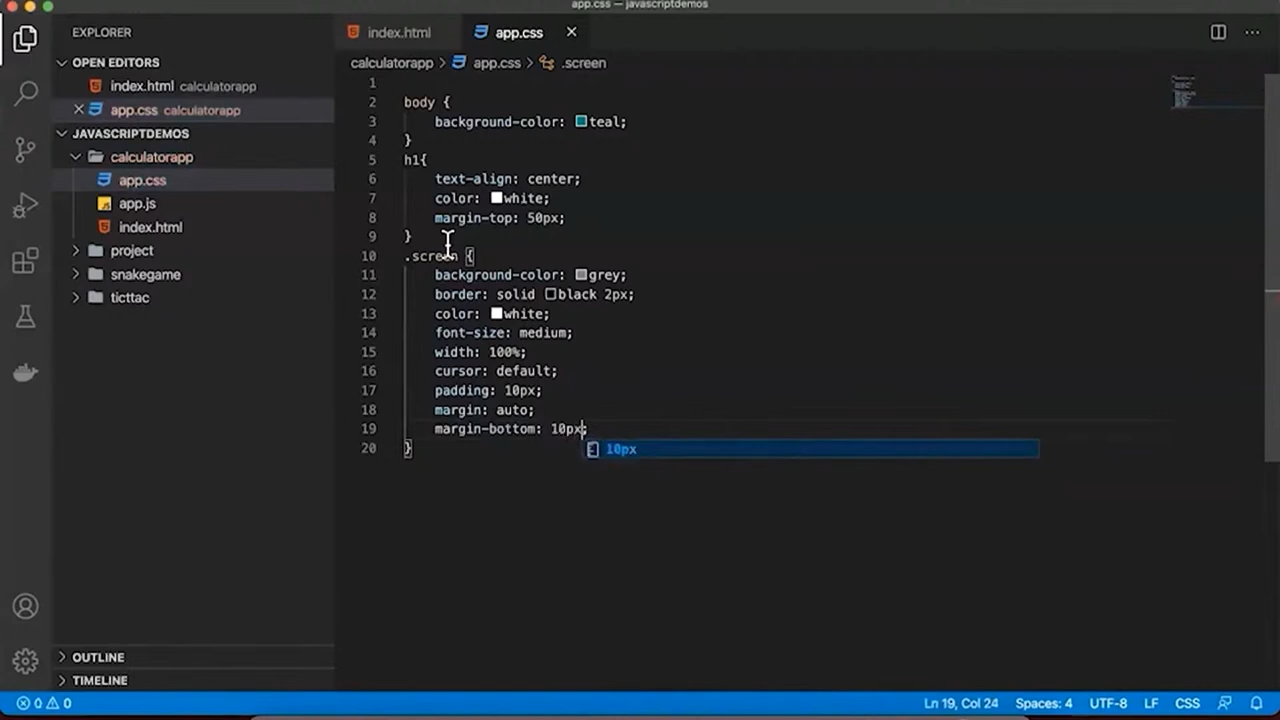 app.css — javascriptdemos
EXPLORER
OPEN EDITORS
index.html calculatorapp
app.css calculatorapp
JAVASCRIPTDEMOS
calculatorapp
app.css
JS app.js
index.html
project
snakegame
ticttac
OUTLINE
TIMELINE
index.html app.css
calculatorapp > app.css > .screen
1
2 body {
3 background-color: teal;
4 }
5 h1{
6 text-align: center;
7 color: white;
8 margin-top: 50px;
9 }
10 .screen {
11 background-color: grey;
12 border: solid black 2px;
13 color: white;
14 font-size: medium;
15 width: 100%;
16 cursor: default;
17 padding: 10px;
18 margin: auto;
19 margin-bottom: 10px;
10px
20 }
0 0 Ln 19, Col 24 Spaces: 4 UTF-8 LF CSS